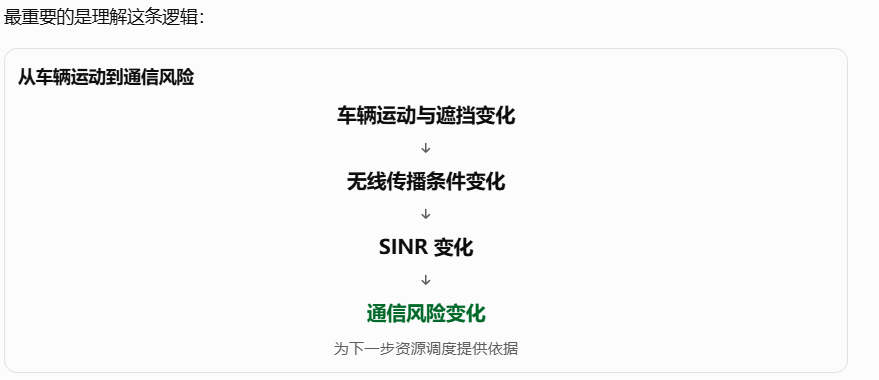 最重要的是理解这条逻辑：
从车辆运动到通信风险
车辆运动与遮挡变化
↓
无线传播条件变化
↓
SINR 变化
↓
通信风险变化
为下一步资源调度提供依据